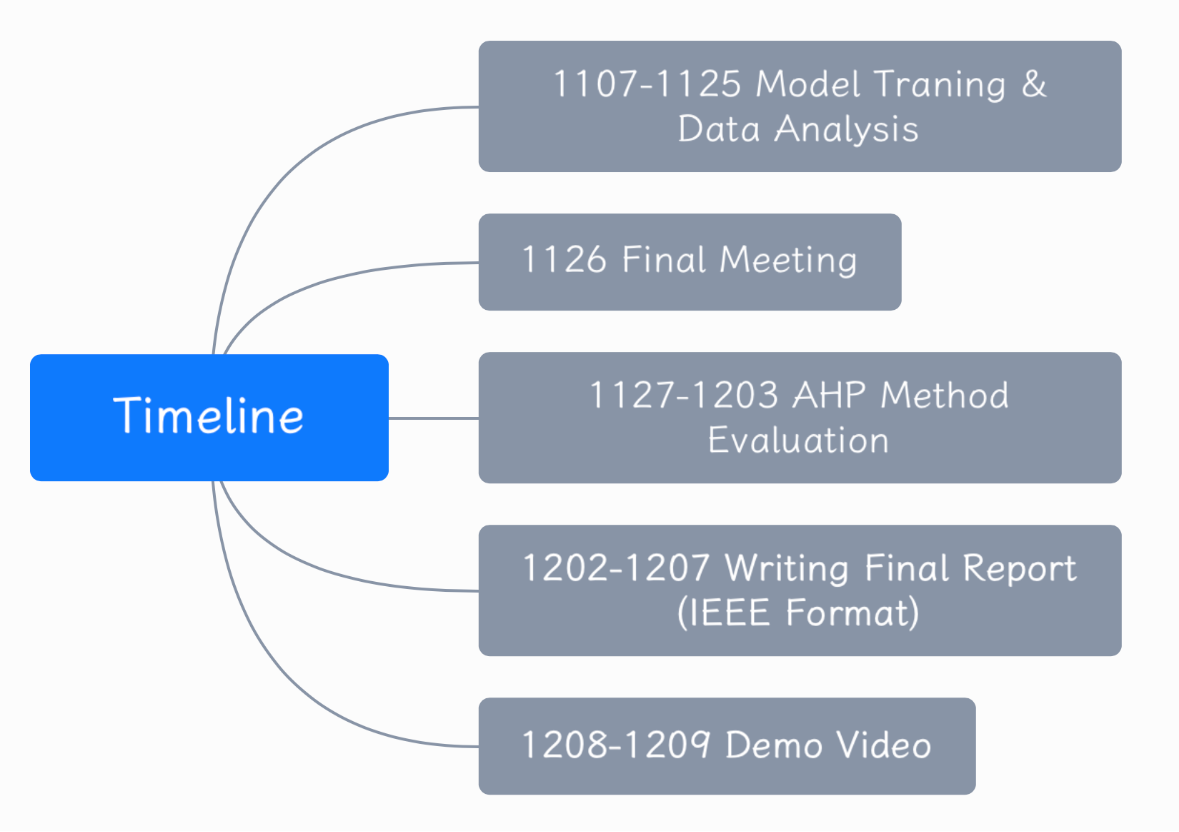 1107-1125 Model Traning &
Data Analysis
1126 Final Meeting
Timeline
1127-1203 AHP Method
Evaluation
1202-1207 Writing Final Report
(IEEE Format)
1208-1209 Demo Video